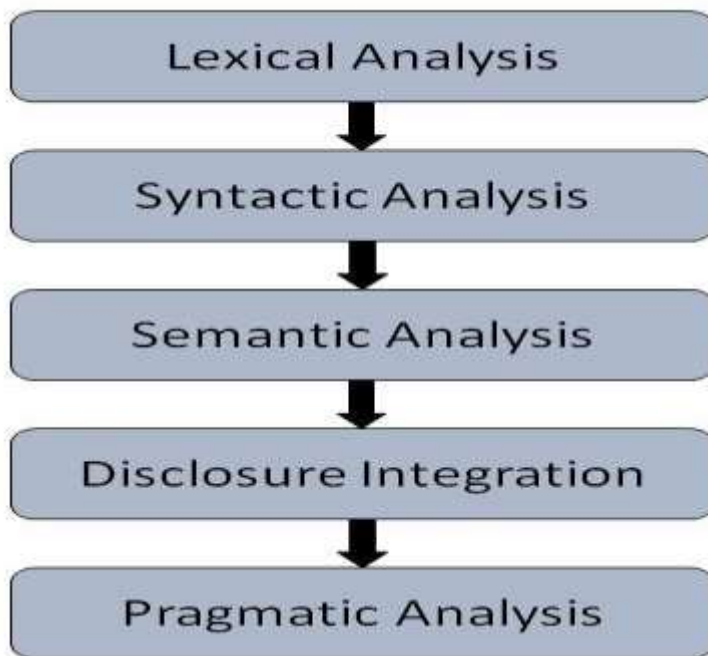 Lexical Analysis
Syntactic Analysis
Semantic Analysis
Disclosure Integration
Pragmatic Analysis